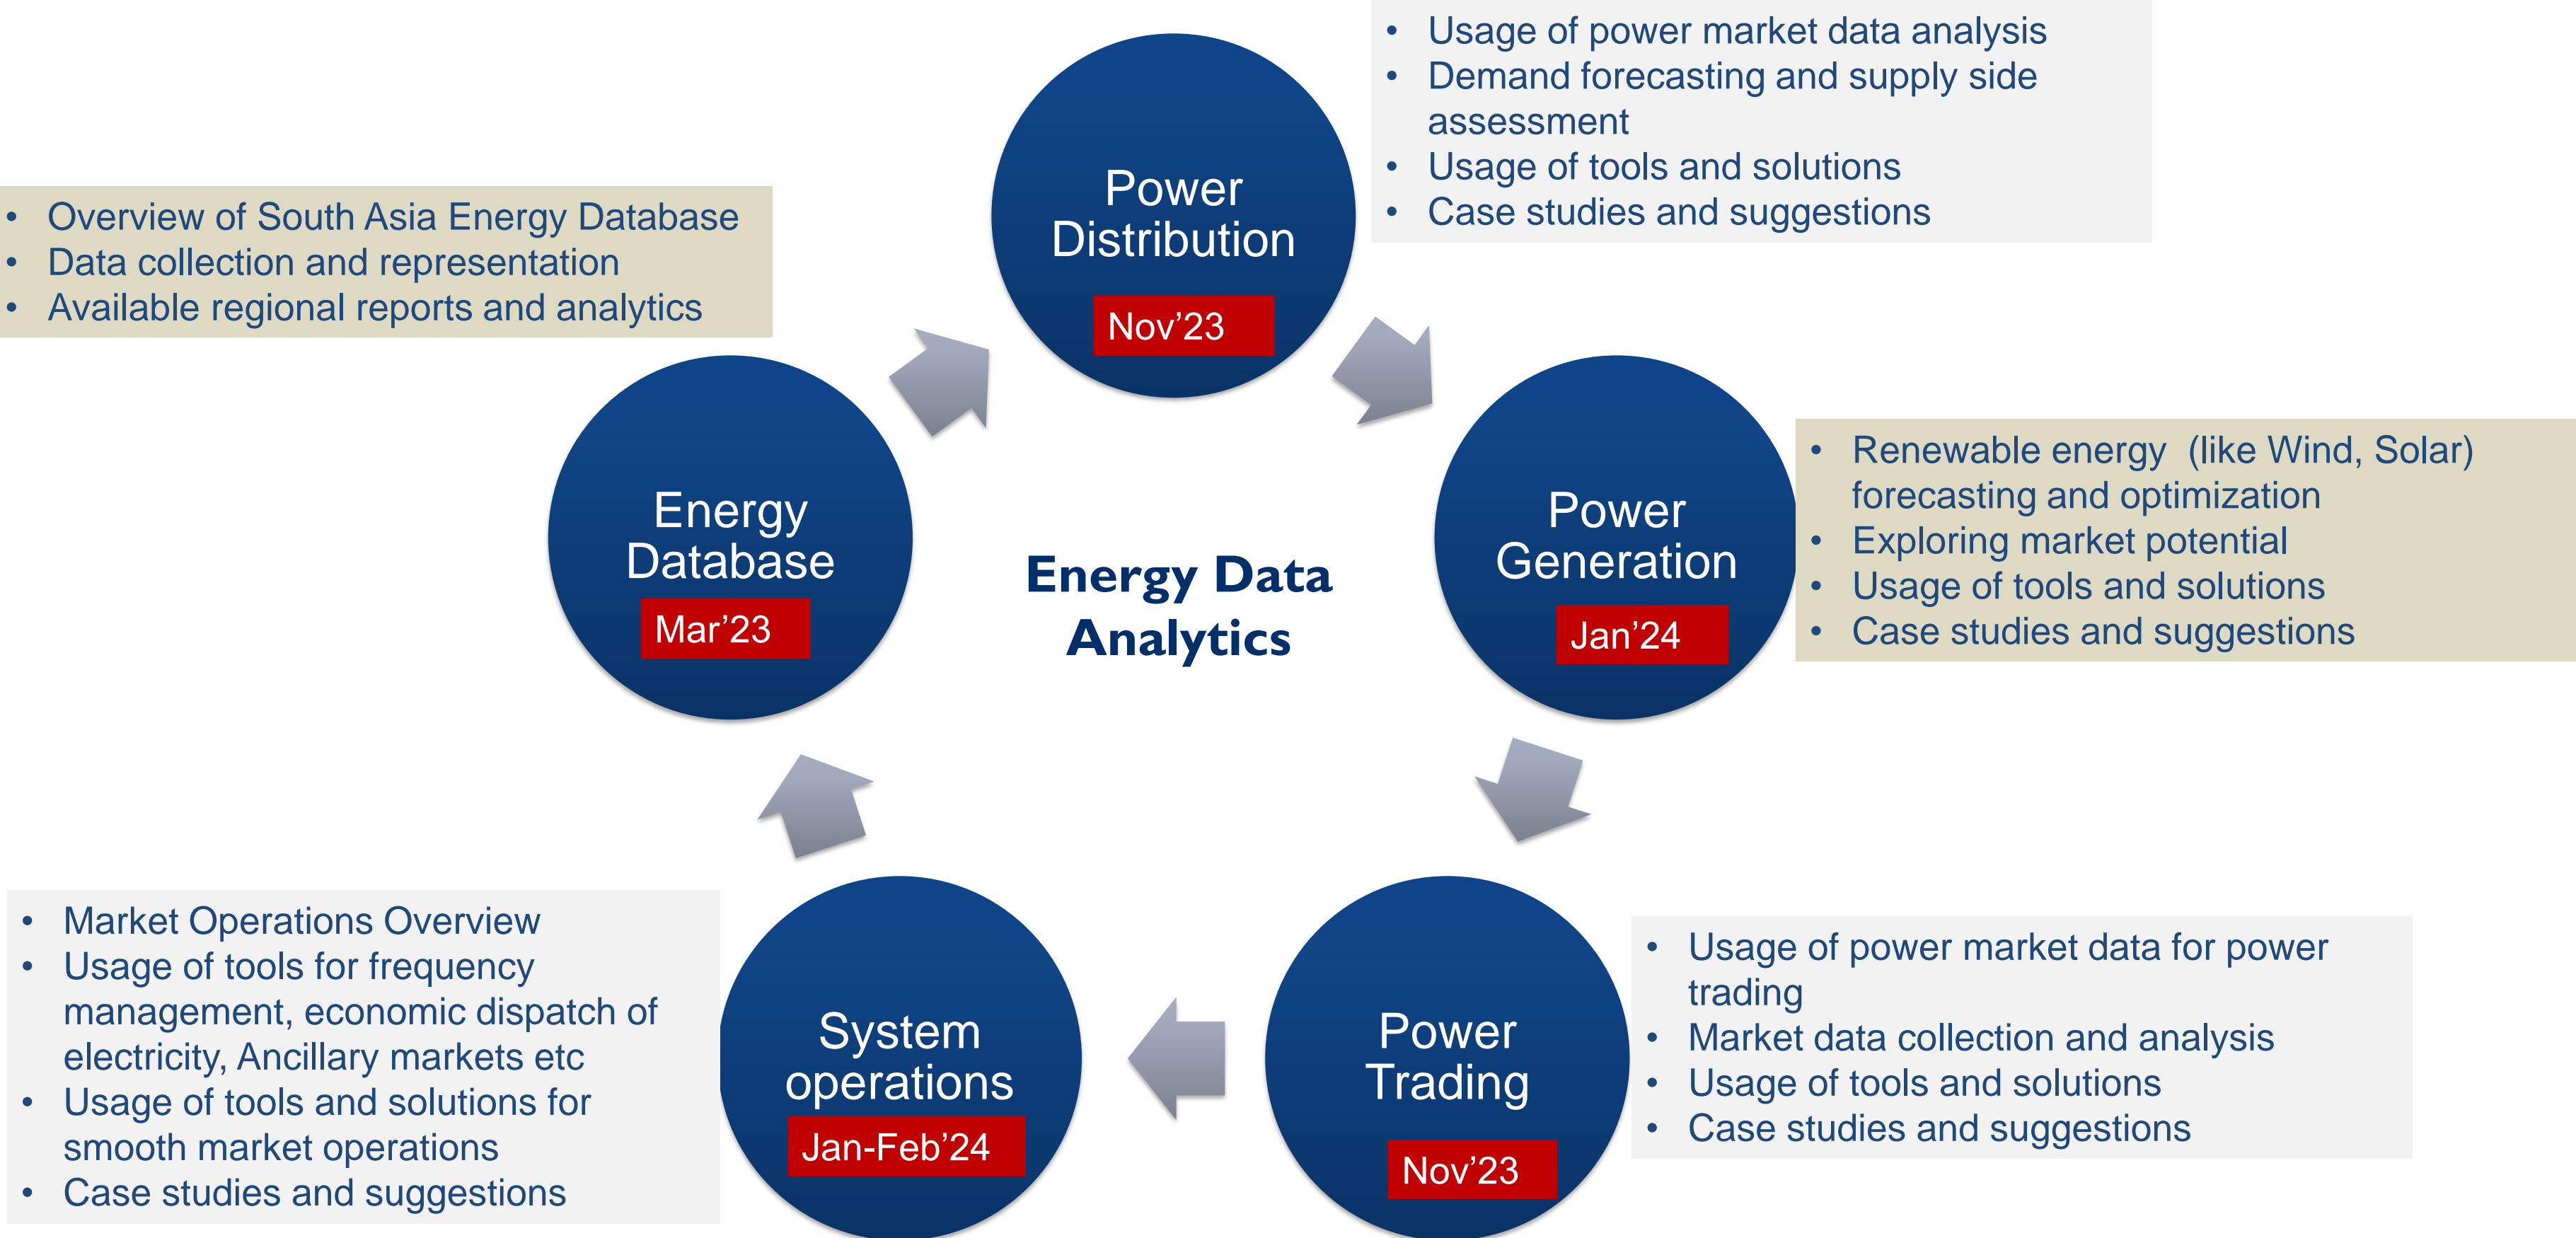 Power
Distribution
Nov’23
• Usage of power market data analysis
• Demand forecasting and supply side
assessment
• Usage of tools and solutions
• Case studies and suggestions
• Overview of South Asia Energy Database
• Data collection and representation
• Available regional reports and analytics
Energy
Database
Mar’23
Energy Data
Analytics
Power
Generation
Jan’24
• Renewable energy  (like Wind, Solar)
forecasting and optimization
• Exploring market potential
• Usage of tools and solutions
• Case studies and suggestions
• Market Operations Overview
• Usage of tools for frequency
management, economic dispatch of
electricity, Ancillary markets etc
• Usage of tools and solutions for
smooth market operations
• Case studies and suggestions
System
operations
Jan-Feb’24
Power
Trading
Nov’23
• Usage of power market data for power
trading
• Market data collection and analysis
• Usage of tools and solutions
• Case studies and suggestions